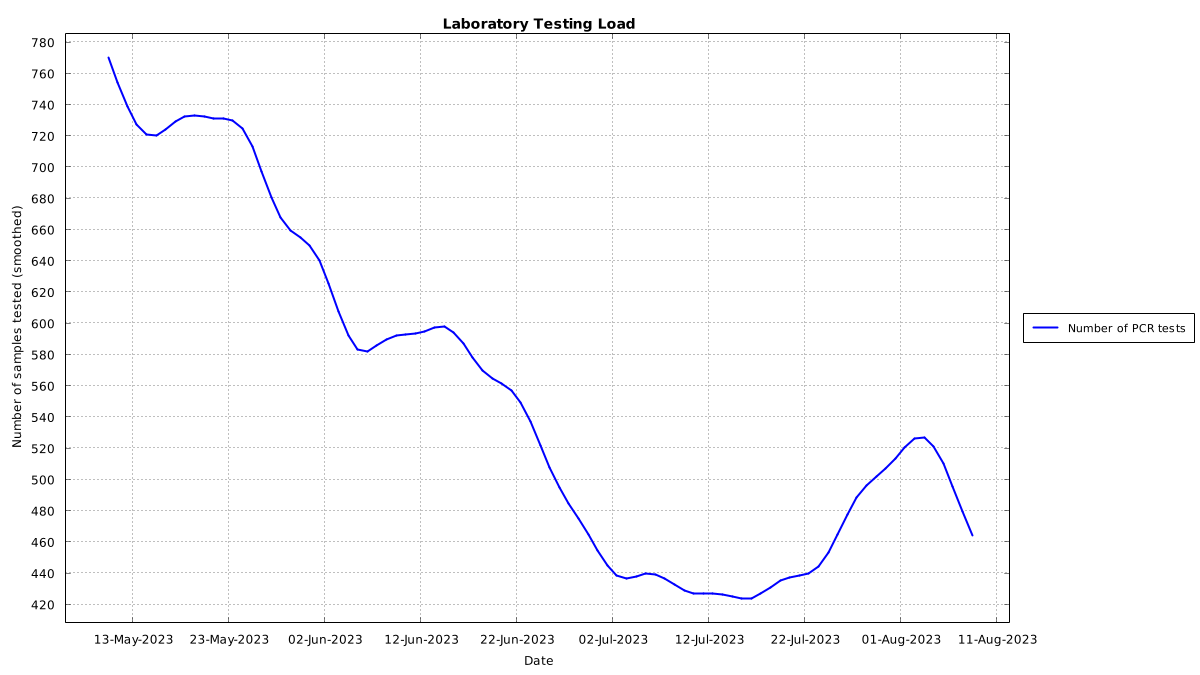 Laboratory Testing Load
Number of samples tested (smoothed)
780
760
740
720
700
680
660
640
620
600
580
560
540
520
500
480
460
440
420
13-May-2023
23-May-2023
02-Jun-2023
12-Jun-2023
22-Jun-2023
02-Jul-2023
12-Jul-2023
22-Jul-2023
01-Aug-2023
11-Aug-2023
Date
Number of PCR tests